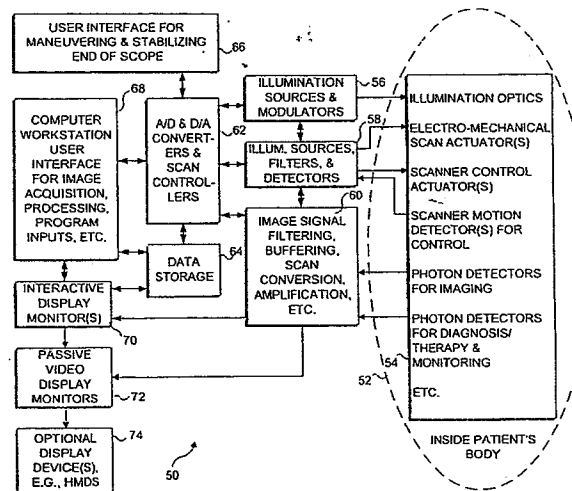 USER INTERFACE FOR
MANEUVERING & STABILIZING
END OF SCOPE
66
68
COMPUTER
WORKSTATION
USER
INTERFACE
FOR IMAGE
ACQUISITION,
PROCESSING,
PROGRAM
INPUTS, ETC.
A/D & D/A
CONVERT-
ERS
& SCAN
CONTROL-
LERS
62
ILLUMINATION
SOURCES &
MODULATORS
56
58
ILLUM. SOURCES,
FILTERS, &
DETECTORS
60
IMAGE SIGNAL
FILTERING,
BUFFERING,
SCAN
CONVERSION,
AMPLIFICATION,
ETC.
DATA
STORAGE
64
INTERACTIVE
DISPLAY
MONITOR(S)
70
PASSIVE
VIDEO DISPLAY
MONITORS
72
OPTIONAL
DISPLAY
DEVICE(S),
E.G., HMDS
74
50
ILLUMINATION OPTICS
ELECTRO-MECHANICAL
SCAN ACTUATOR(S)
SCANNER CONTROL
ACTUATOR(S)
SCANNER MOTION
DETECTOR(S) FOR
CONTROL
PHOTON DETECTORS
FOR IMAGING
PHOTON DETECTORS
FOR DIAGNOSIS/
THERAPY &
MONITORING
54
52
ETC.
INSIDE PATIENT'S
BODY